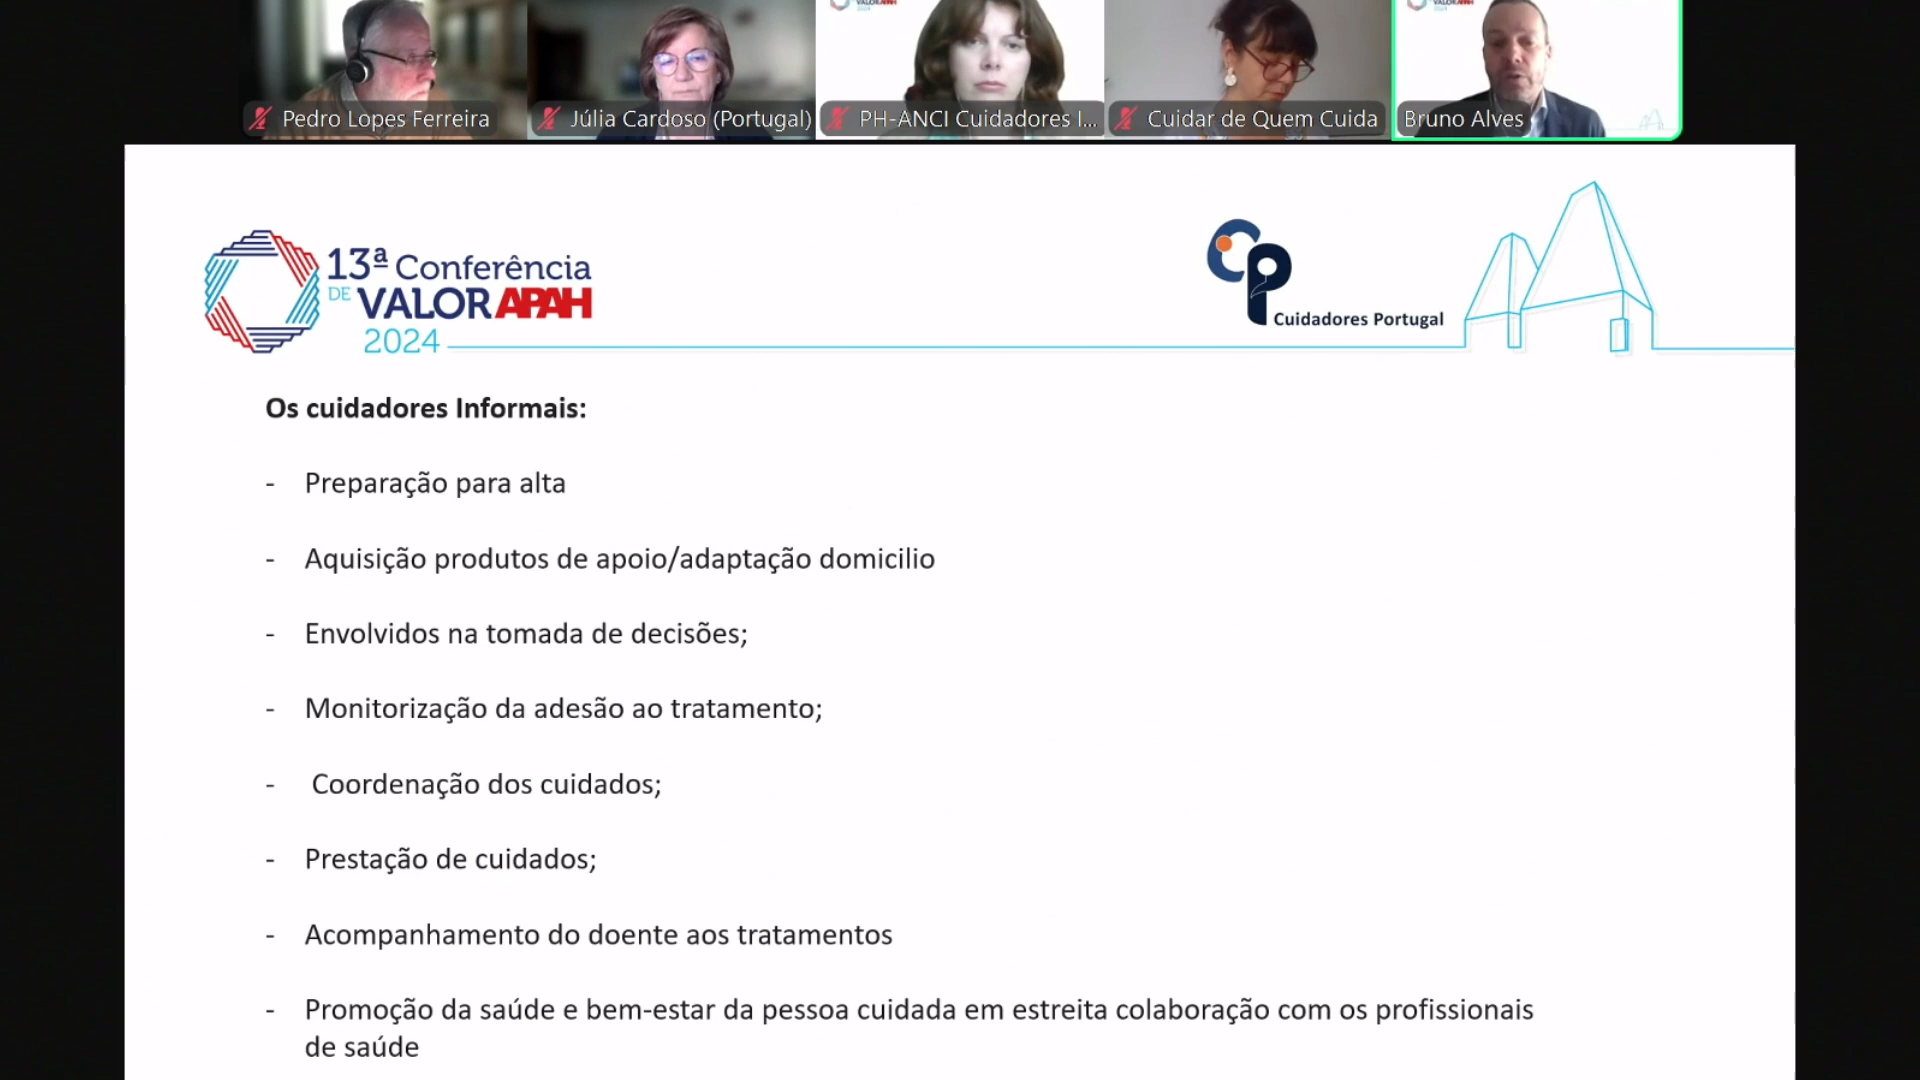 Pedro Lopes Ferreira
Júlia Cardoso (Portugal)
PH-ANCI Cuidadores I...
Cuidar de Quem Cuida
Bruno Alves
13ª Conferência
DE VALOR APAH
2024
CP
Cuidadores Portugal
Os cuidadores Informais:
- Preparação para alta
- Aquisição produtos de apoio/adaptação domicilio
- Envolvidos na tomada de decisões;
- Monitorização da adesão ao tratamento;
- Coordenação dos cuidados;
- Prestação de cuidados;
- Acompanhamento do doente aos tratamentos
- Promoção da saúde e bem-estar da pessoa cuidada em estreita colaboração com os profissionais
de saúde